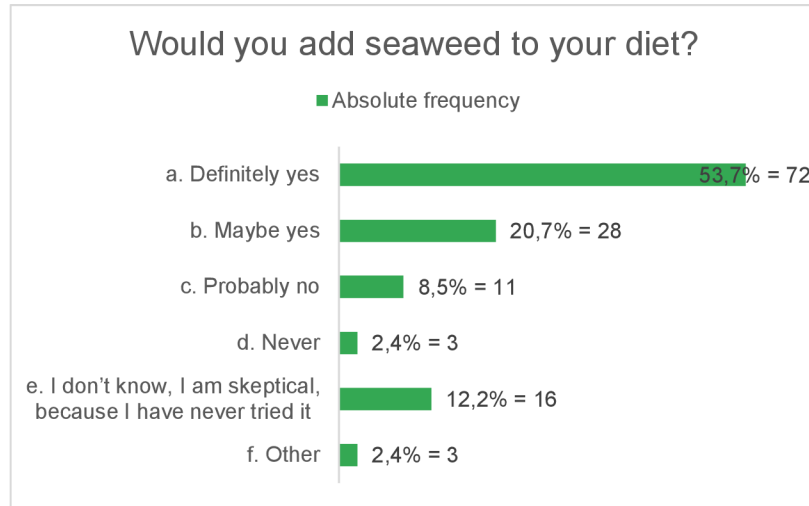 Would you add seaweed to your diet?
Absolute frequency
a. Definitely yes
53,7% = 72
b. Maybe yes
20,7% = 28
c. Probably no
8,5% = 11
d. Never
2,4% = 3
e. I don’t know, I am skeptical,
because I have never tried it
12,2% = 16
f. Other
2,4% = 3